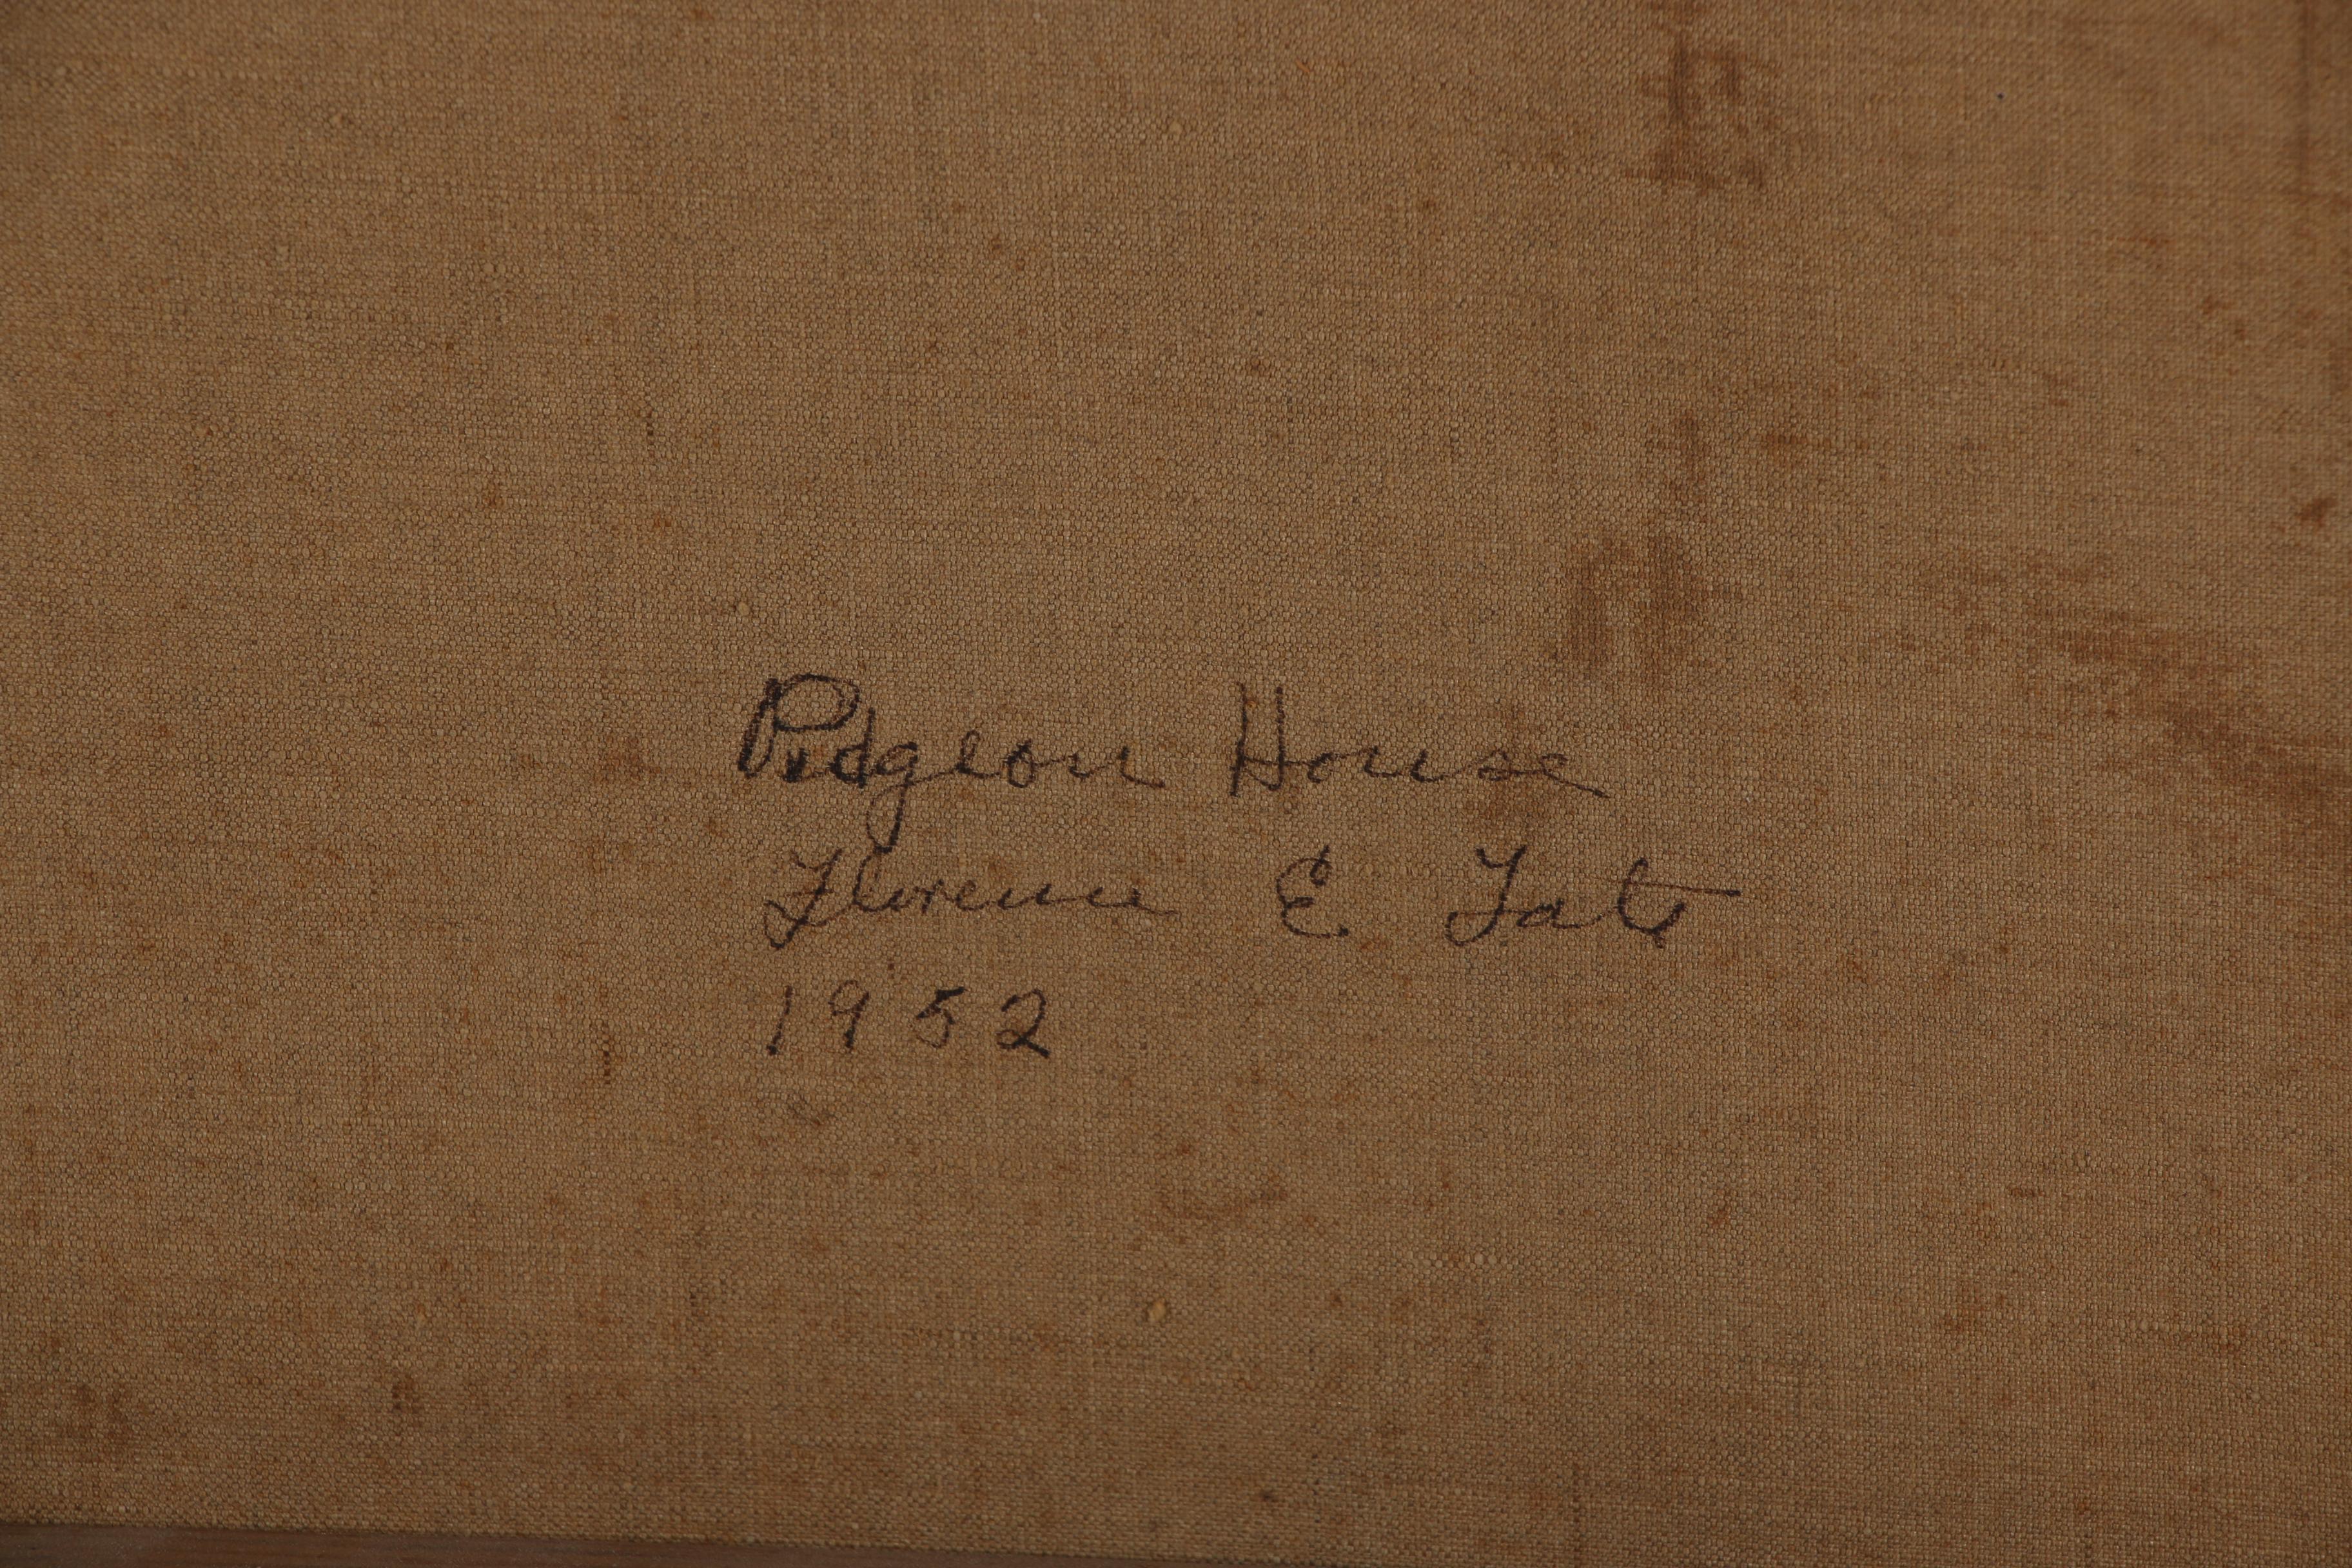 Pidgeon House
Florence E Tate
1952